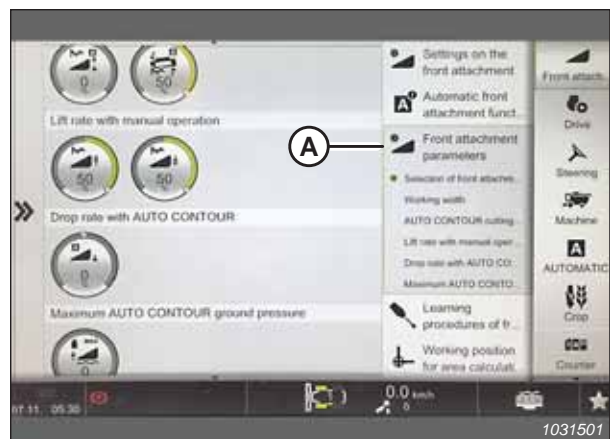 0
50
Lift rate with manual operation
50
50
Drop rate with AUTO CONTOUR
0
Maximum AUTO CONTOUR ground pressure
0
Settings on the
front attachment
Automatic front
attachment funct
A
Front attachment
parameters
Selection of front attachm...
Working width
AUTO CONTOUR cutting
Lift rate with manual oper...
Drop rate with AUTO CO...
Maximum AUTO CONTO...
Learning
procedures of fr...
Working position
for area calculati.
Front attach.
Drive
Steering
Machine
A
AUTOMATIC
Crop
Counter
07.11. 05:30
0.0 km/h
0
1031501